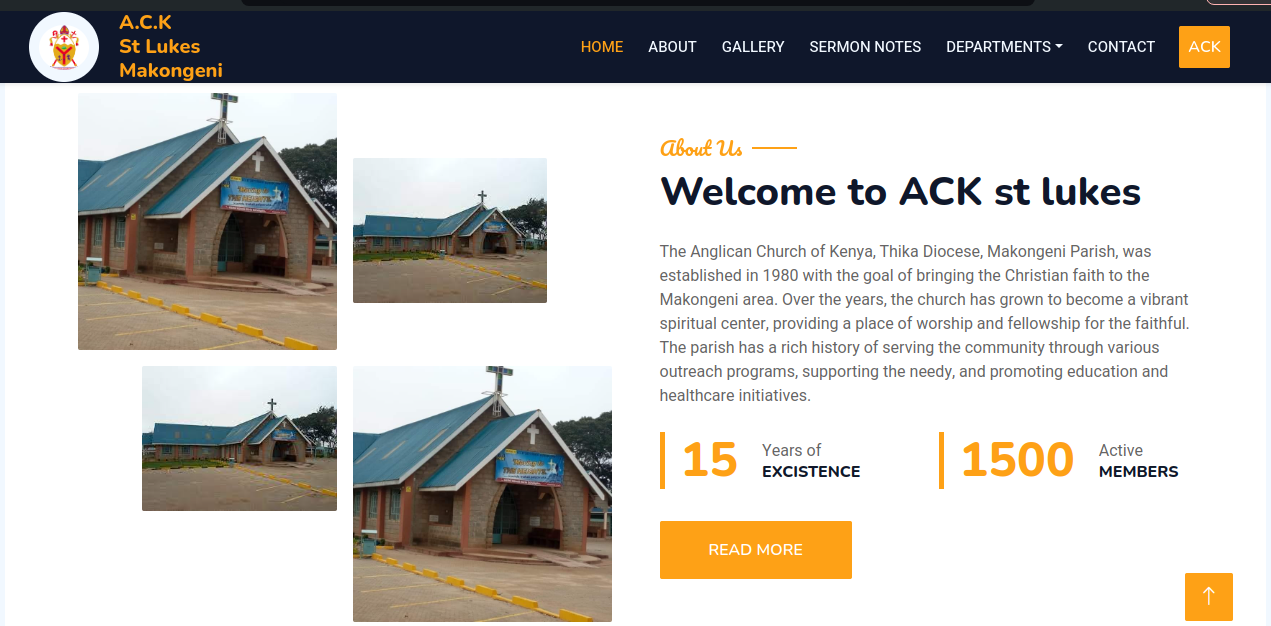 A.C.K
St Lukes
Makongeni
HOME ABOUT GALLERY SERMON NOTES DEPARTMENTS CONTACT ACK
About Us
Welcome to ACK st lukes
The Anglican Church of Kenya, Thika Diocese, Makongeni Parish, was
established in 1980 with the goal of bringing the Christian faith to the
Makongeni area. Over the years, the church has grown to become a vibrant
spiritual center, providing a place of worship and fellowship for the faithful.
The parish has a rich history of serving the community through various
outreach programs, supporting the needy, and promoting education and
healthcare initiatives.
15 Years of
EXCISTENCE
1500 Active
MEMBERS
READ MORE